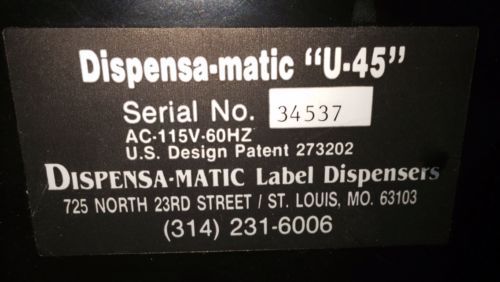 Dispensa-matic "U-45"
Serial No. 34537
AC-115V-60HZ
U.S. Design Patent 273202
DISPENSA-MATIC Label Dispensers
725 NORTH 23RD STREET / ST. LOUIS, MO. 63103
(314) 231-6006